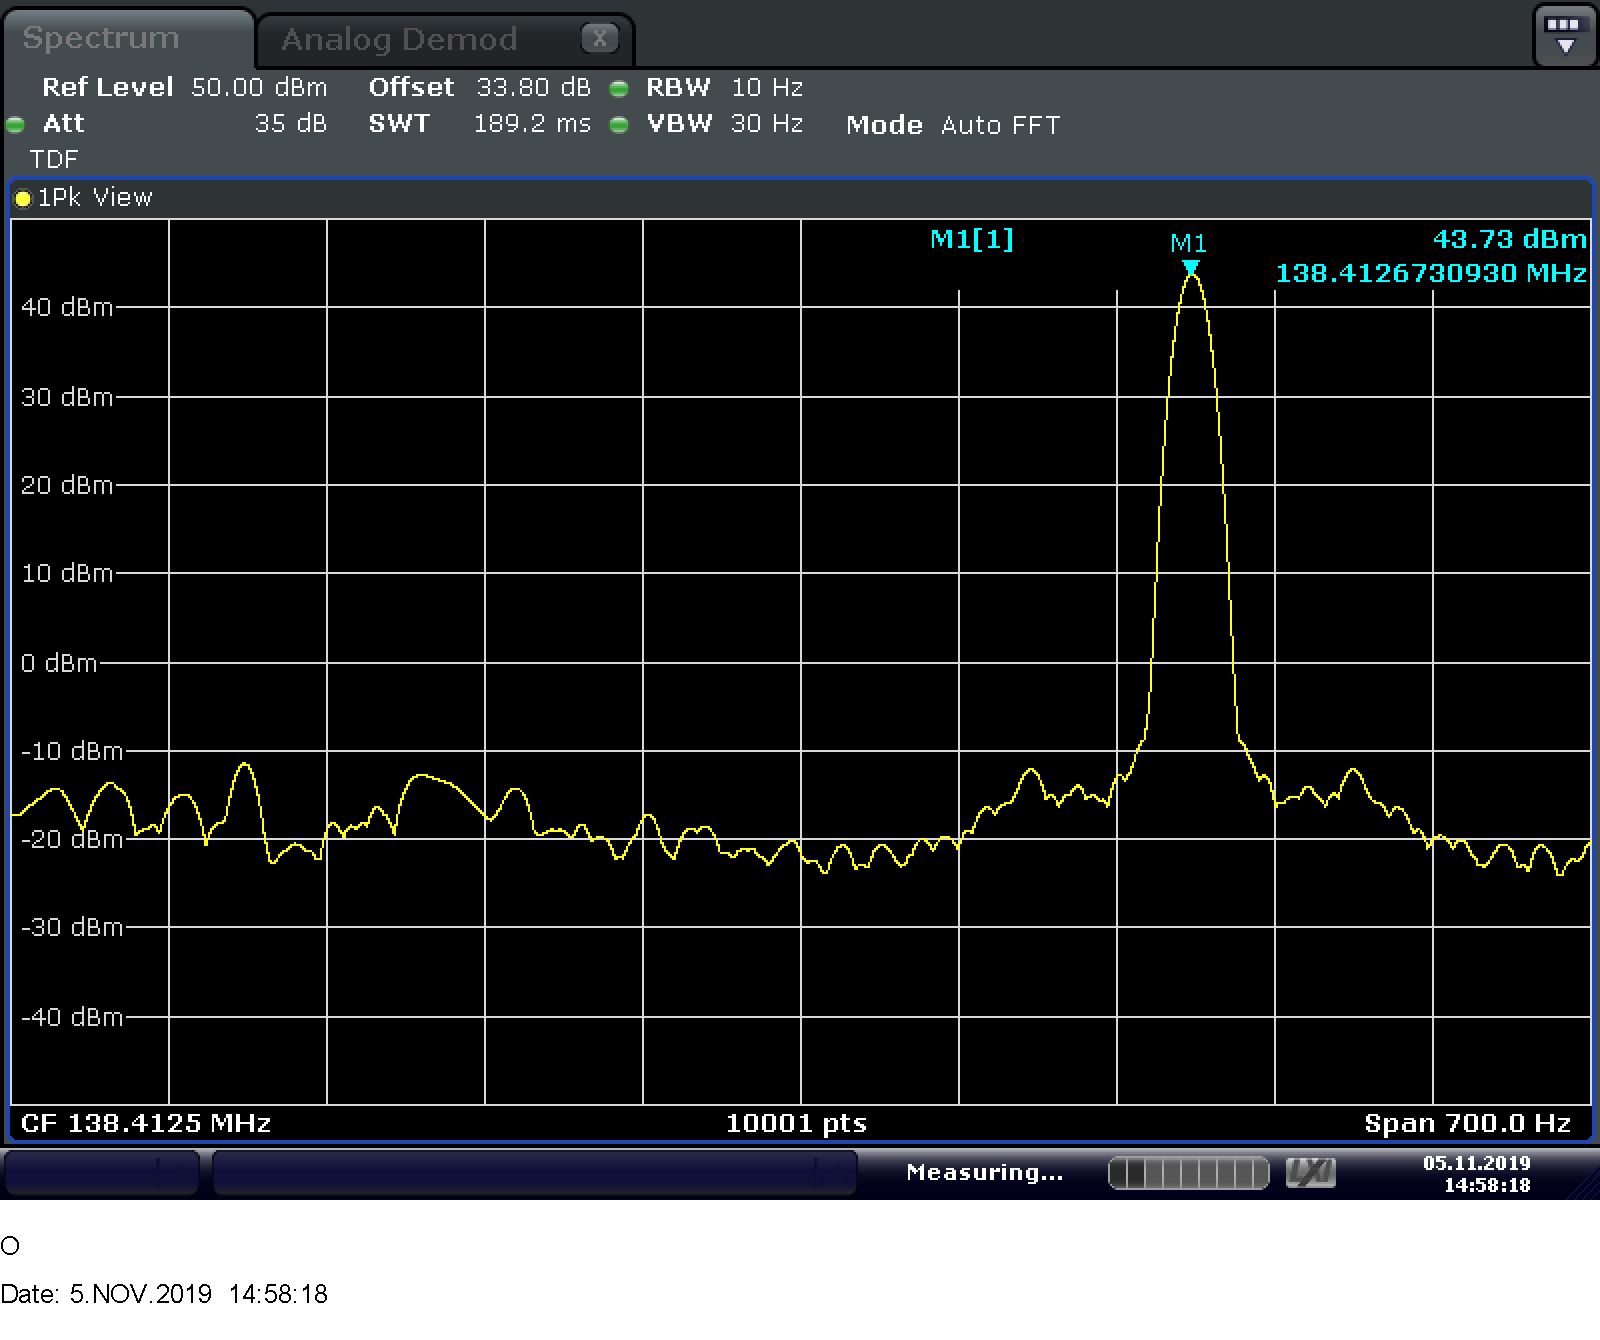 Spectrum
Analog Demod X
Ref Level 50.00 dBm Offset 33.80 dB RBW 10 Hz
Att 35 dB SWT 189.2 ms VBW 30 Hz Mode Auto FFT
TDF
1Pk View
M1[1] M1 43.73 dBm
138.4126730930 MHz
40 dBm
30 dBm
20 dBm
10 dBm
0 dBm
-10 dBm
-20 dBm
-30 dBm
-40 dBm
CF 138.4125 MHz 10001 pts Span 700.0 Hz
Measuring... LXI 05.11.2019
14:58:18
O
Date: 5.NOV.2019 14:58:18